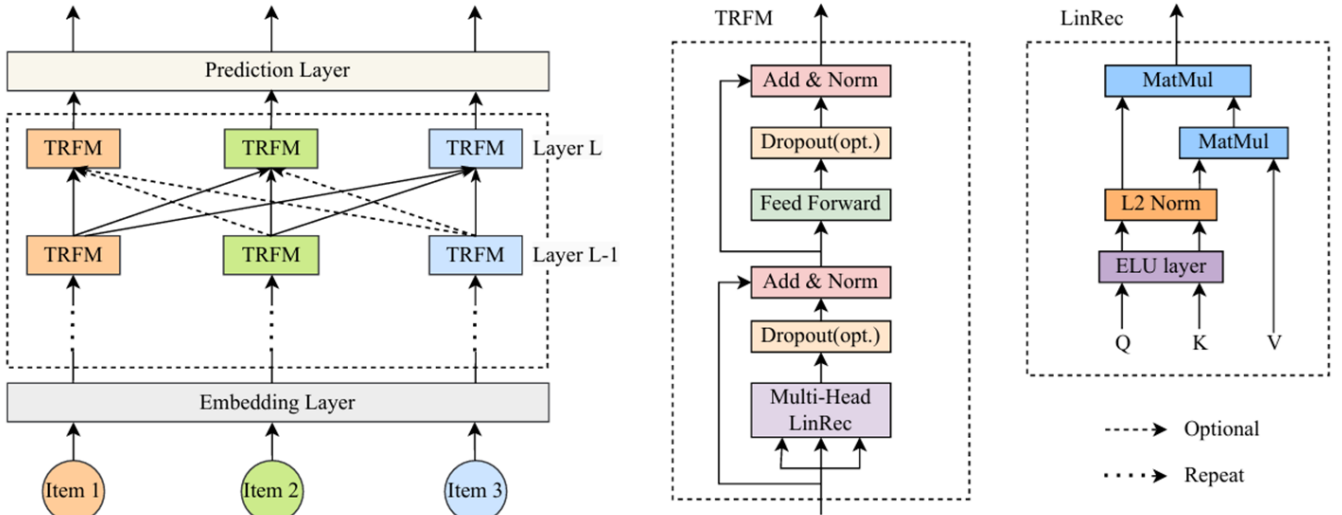 Prediction Layer
TRFM
TRFM
TRFM
Layer L
TRFM
TRFM
TRFM
Layer L-1
Embedding Layer
Item 1
Item 2
Item 3
TRFM
Add & Norm
Dropout(opt.)
Feed Forward
Add & Norm
Dropout(opt.)
Multi-Head
LinRec
LinRec
MatMul
MatMul
L2 Norm
ELU layer
Q
K
V
Optional
Repeat